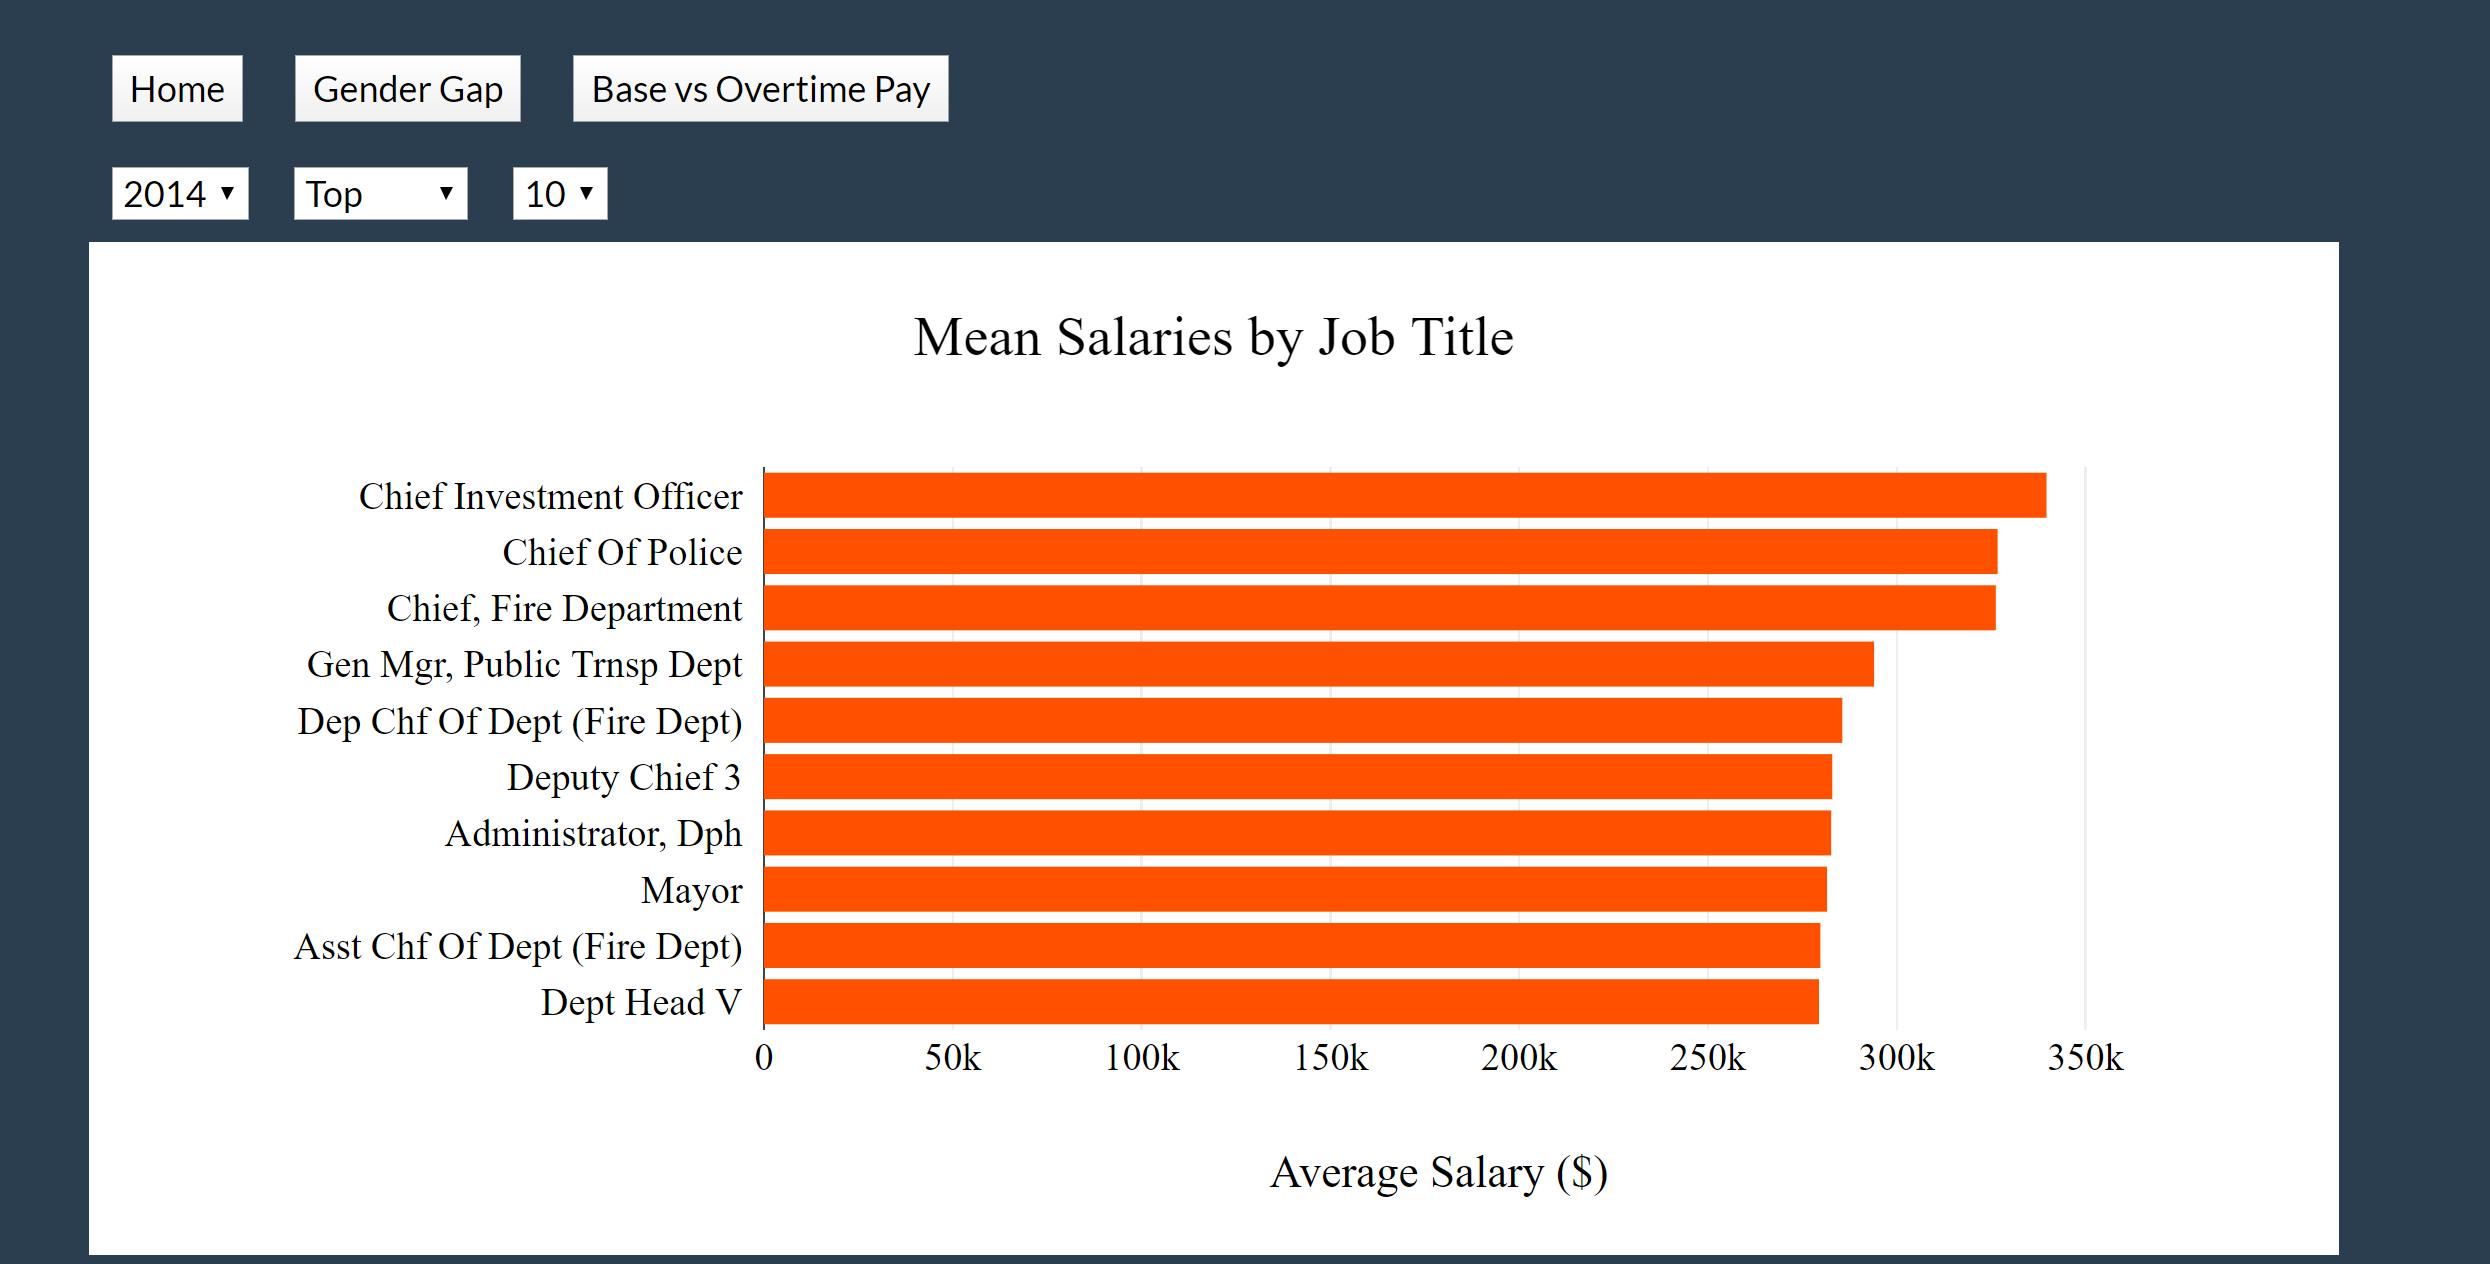 Home Gender Gap Base vs Overtime Pay
2014 Top 10
Mean Salaries by Job Title
Chief Investment Officer
Chief Of Police
Chief, Fire Department
Gen Mgr, Public Trnsp Dept
Dep Chf Of Dept (Fire Dept)
Deputy Chief 3
Administrator, Dph
Mayor
Asst Chf Of Dept (Fire Dept)
Dept Head V
0 50k 100k 150k 200k 250k 300k 350k
Average Salary ($)